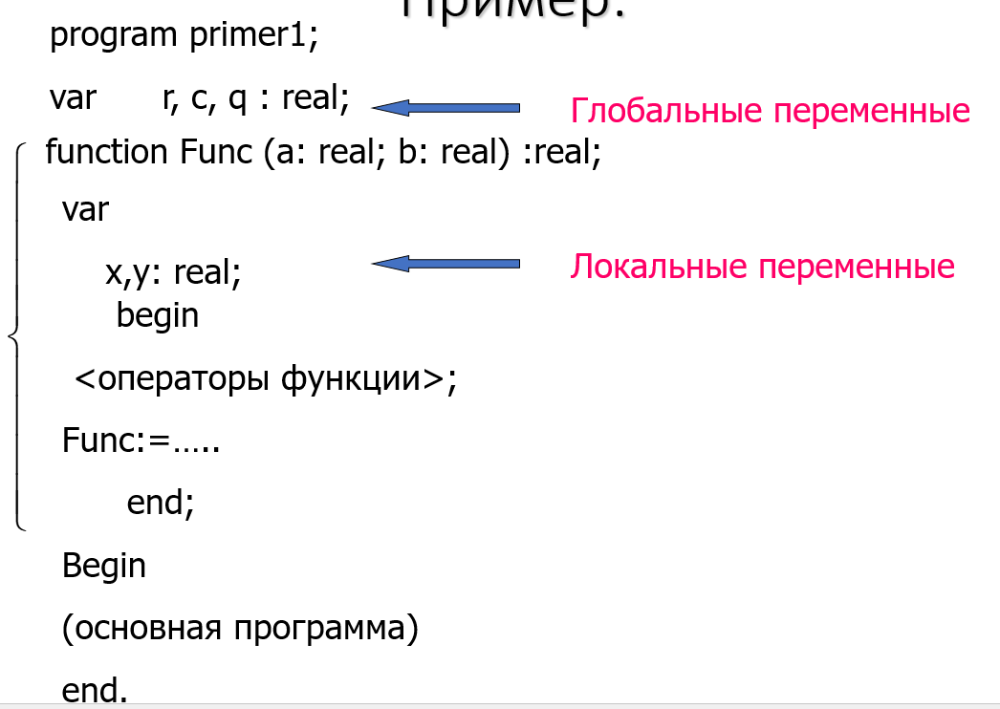 Пример:
program primer1;
var r, c, q : real;
Глобальные переменные
function Func (a: real; b: real) :real;
var
x,y: real;
Локальные переменные
begin
<операторы функции>;
Func:=…..
end;
Begin
(основная программа)
end.